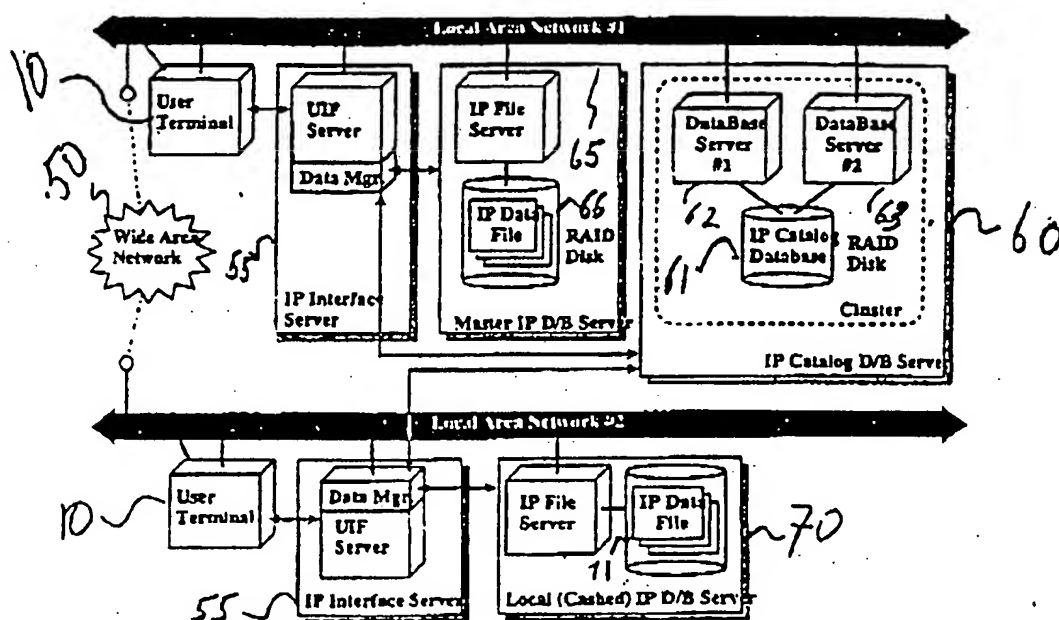 Local Area Network #1
10
User
Terminal
UIF
Server
Data Mgr
IP File
Server
65
DataBase
Server
#1
DataBase
Server
#2
50
Wide Area
Network
55
IP Interface
Server
IP Data
File
66
RAID
Disk
Master IP D/B Server
62
63
61
IP Catalog
Database
RAID
Disk
Cluster
60
IP Catalog D/B Server
Local Area Network #2
10
User
Terminal
Data Mgr
UIF
Server
IP File
Server
IP Data
File
71
70
55
IP Interface Server
Local (Cashed) IP D/B Server